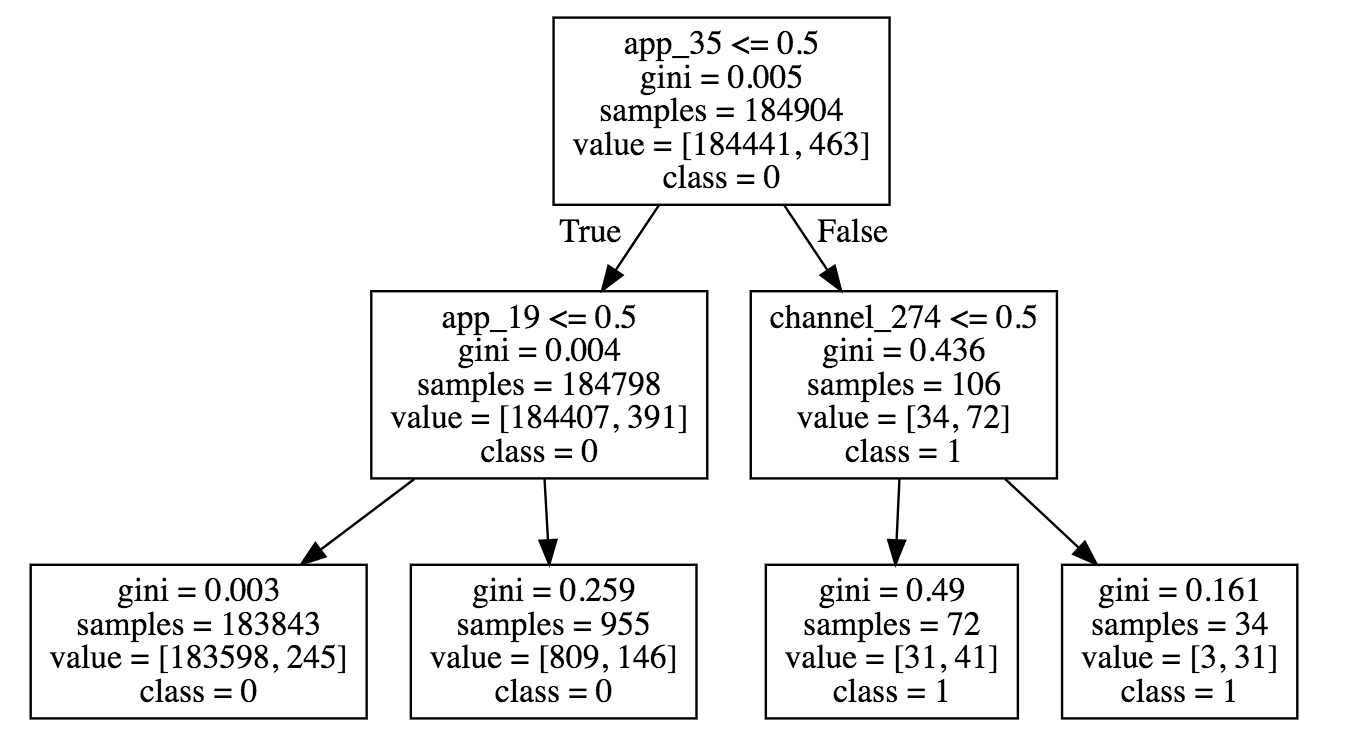 app_35 <= 0.5
gini = 0.005
samples = 184904
value = [184441, 463]
class = 0
True
False
app_19 <= 0.5
gini = 0.004
samples = 184798
value = [184407, 391]
class = 0
channel_274 <= 0.5
gini = 0.436
samples = 106
value = [34, 72]
class = 1
gini = 0.003
samples = 183843
value = [183598, 245]
class = 0
gini = 0.259
samples = 955
value = [809, 146]
class = 0
gini = 0.49
samples = 72
value = [31, 41]
class = 1
gini = 0.161
samples = 34
value = [3, 31]
class = 1